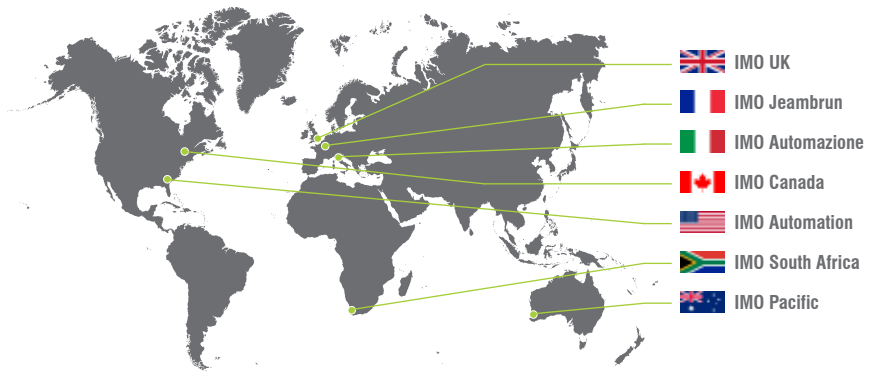 IMO UK
IMO Jeambrun
IMO Automazione
IMO Canada
IMO Automation
IMO South Africa
IMO Pacific